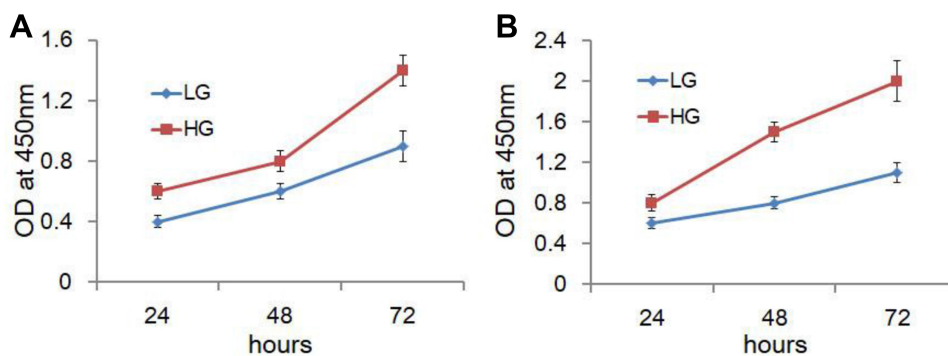 A
OD at 450nm
1.6
1.2
0.8
0.4
0
LG
HG
24 48 72
hours
B
OD at 450nm
2.4
2
1.6
1.2
0.8
0.4
0
LG
HG
24 48 72
hours